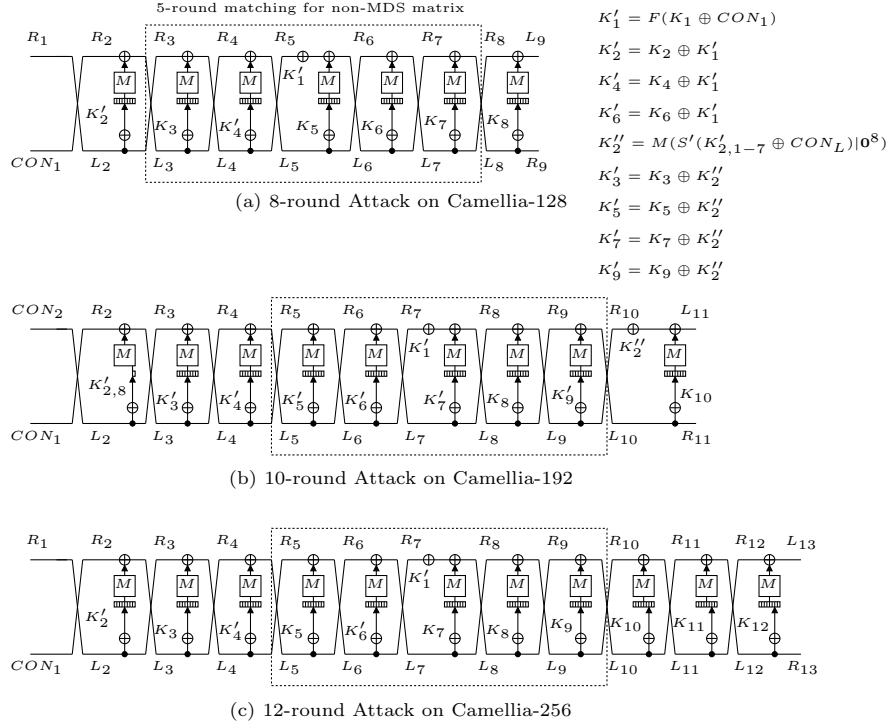 5-round matching for non-MDS matrix
R₁ R₂ R₃ R₄ R₅ R₆ R₇ R₈ L₉
K′₁
M M M M M M M
K′₂ K₃ K′₄ K₅ K₆ K₇ K₈
CON₁ L₂ L₃ L₄ L₅ L₆ L₇ L₈ R₉
(a) 8-round Attack on Camellia-128
K′₁ = F(K₁ ⊕ CON₁)
K′₂ = K₂ ⊕ K′₁
K′₄ = K₄ ⊕ K′₁
K′₆ = K₆ ⊕ K′₁
K′′₂ = M(S′(K′₂,₁₋₇ ⊕ CON_L)|0⁸)
K′₃ = K₃ ⊕ K′′₂
K′₅ = K₅ ⊕ K′′₂
K′₇ = K₇ ⊕ K′′₂
K′₉ = K₉ ⊕ K′′₂
CON₂ R₂ R₃ R₄ R₅ R₆ R₇ R₈ R₉ R₁₀ L₁₁
K′₁ K′′₂
M M M M M M M M M
K′₂,₈ K′₃ K′₄ K′₅ K′₆ K′₇ K₈ K′₉ K₁₀
CON₁ L₂ L₃ L₄ L₅ L₆ L₇ L₈ L₉ L₁₀ R₁₁
(b) 10-round Attack on Camellia-192
R₁ R₂ R₃ R₄ R₅ R₆ R₇ R₈ R₉ R₁₀ R₁₁ R₁₂ L₁₃
K′₁
M M M M M M M M M M M
K′₂ K₃ K′₄ K₅ K′₆ K₇ K₈ K₉ K₁₀ K₁₁ K₁₂
CON₁ L₂ L₃ L₄ L₅ L₆ L₇ L₈ L₉ L₁₀ L₁₁ L₁₂ R₁₃
(c) 12-round Attack on Camellia-256